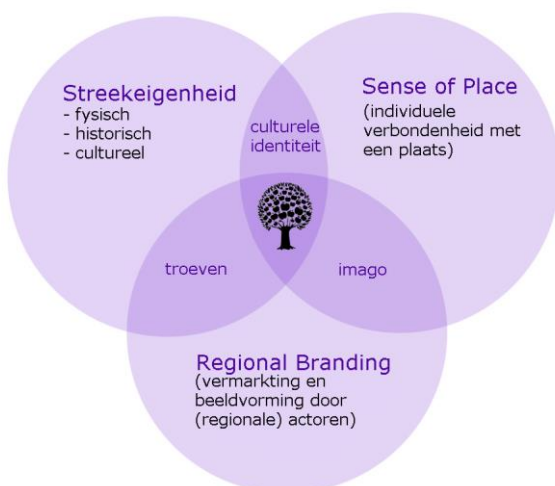 Streekeigenheid
- fysisch
- historisch
- cultureel
Sense of Place
(individuele
verbondenheid met
een plaats)
culturele
identiteit
troeven
imago
Regional Branding
(vermarkting en
beeldvorming door
(regionale) actoren)